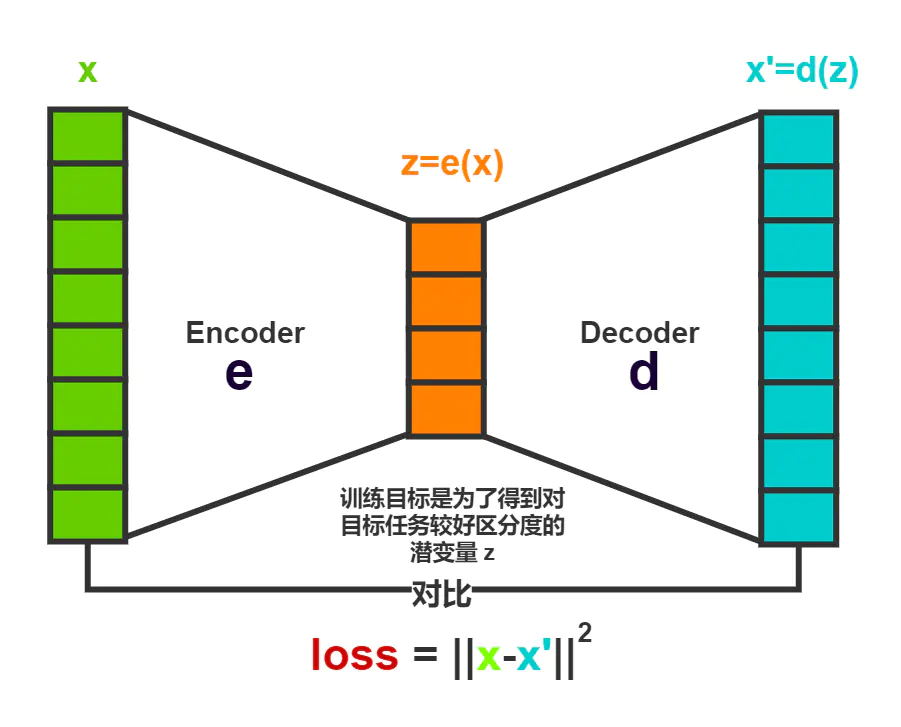 x
x'=d(z)
z=e(x)
Encoder
e
Decoder
d
训练目标是为了得到对
目标任务较好区分度的
潜变量 z
对比
loss = ||x-x'||²